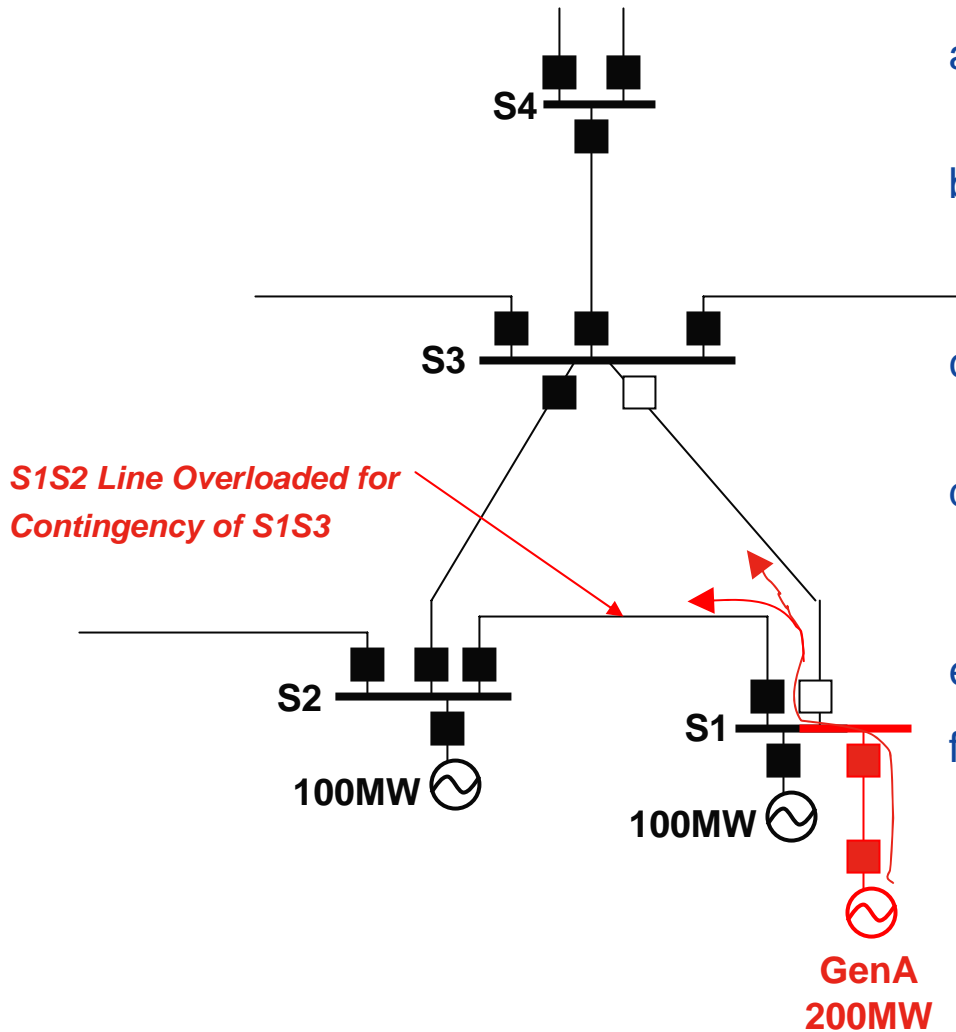 a
S4
b
S3
c
S1S2 Line Overloaded for
Contingency of S1S3
e
S2
S1
f
100MW
100MW
GenA
200MW